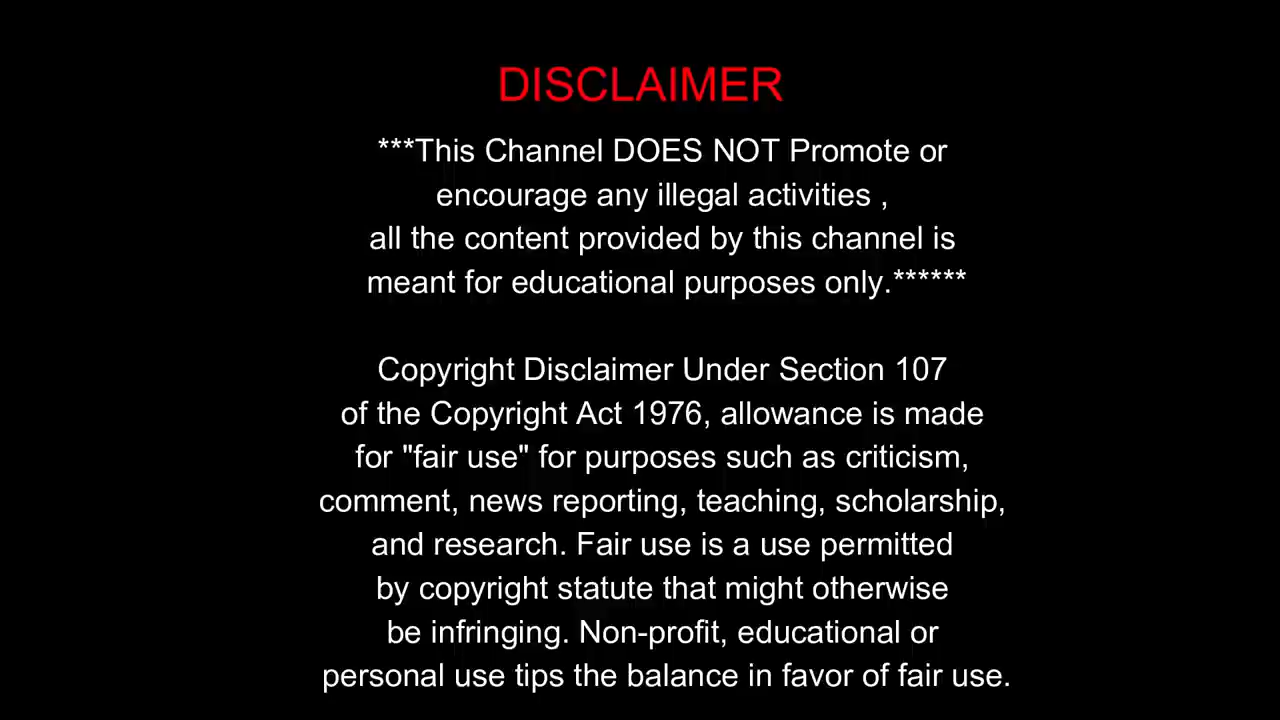 DISCLAIMER
***This Channel DOES NOT Promote or
encourage any illegal activities ,
all the content provided by this channel is
meant for educational purposes only.******
Copyright Disclaimer Under Section 107
of the Copyright Act 1976, allowance is made
for "fair use" for purposes such as criticism,
comment, news reporting, teaching, scholarship,
and research. Fair use is a use permitted
by copyright statute that might otherwise
be infringing. Non-profit, educational or
personal use tips the balance in favor of fair use.